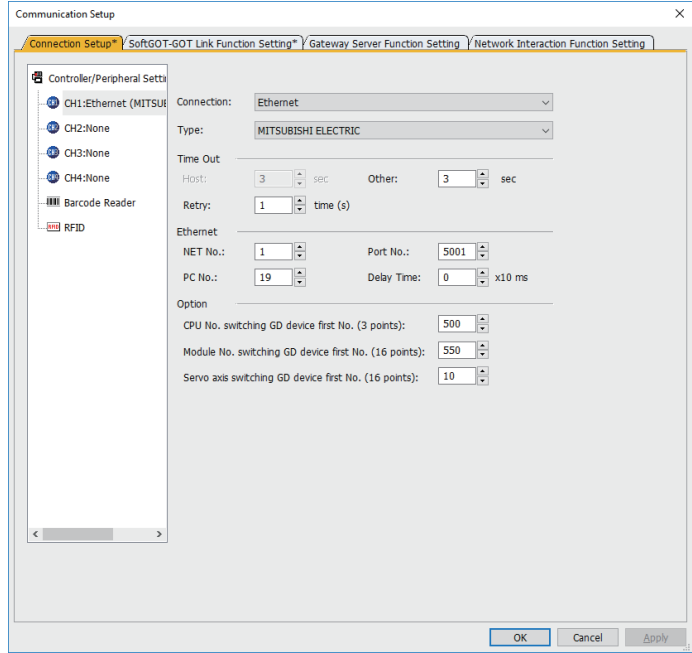 Communication Setup
Connection Setup* SoftGOT-GOT Link Function Setting* Gateway Server Function Setting Network Interaction Function Setting
Controller/Peripheral Setti
CH1:Ethernet (MITSUE
CH2:None
CH3:None
CH4:None
Barcode Reader
RFID
Connection: Ethernet
Type: MITSUBISHI ELECTRIC
Time Out
Host: 3 sec Other: 3 sec
Retry: 1 time (s)
Ethernet
NET No.: 1 Port No.: 5001
PC No.: 19 Delay Time: 0 x10 ms
Option
CPU No. switching GD device first No. (3 points): 500
Module No. switching GD device first No. (16 points): 550
Servo axis switching GD device first No. (16 points): 10
OK Cancel Apply